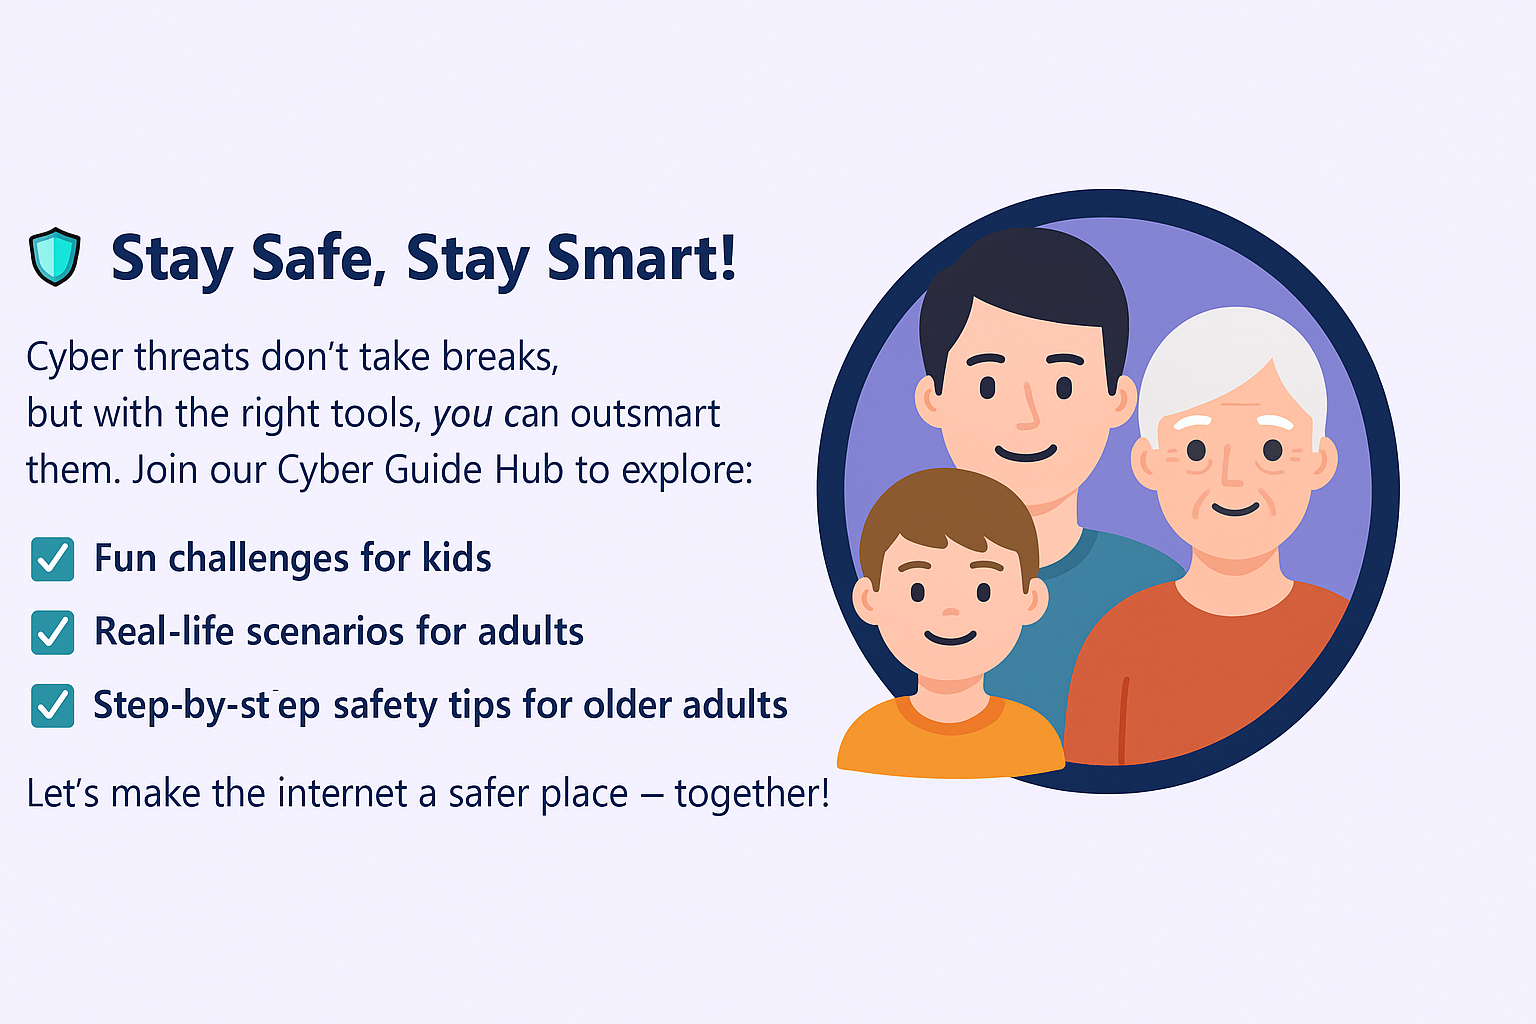 Stay Safe, Stay Smart!
Cyber threats don't take breaks,
but with the right tools, you can outsmart
them. Join our Cyber Guide Hub to explore:
Fun challenges for kids
Real-life scenarios for adults
Step-by-step safety tips for older adults
Let's make the internet a safer place – together!